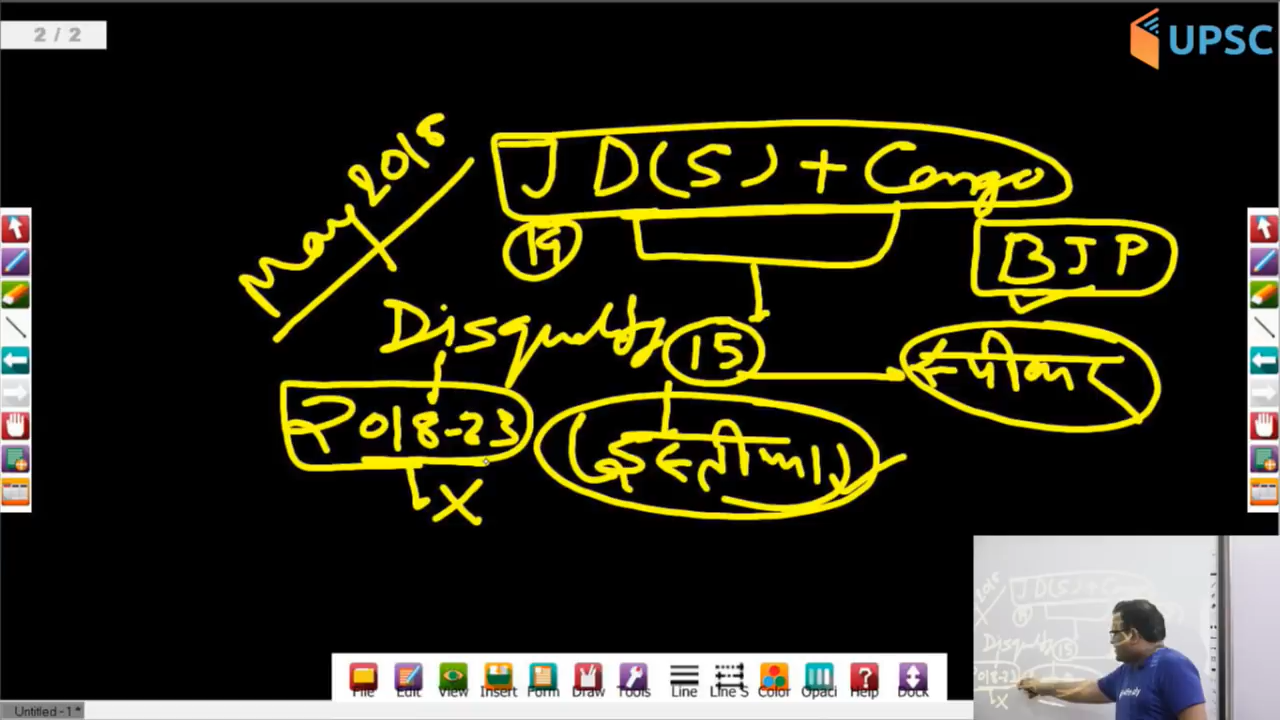 2 / 2
UPSC
May 2018
JD(S) + Congo
19
BJP
Disqualify 15
स्पीकर
2018-23
इस्तीफा
X
File Edit View Insert Form Draw Tools Line Line S Color Opaci Help Dock
Untitled - 1 *